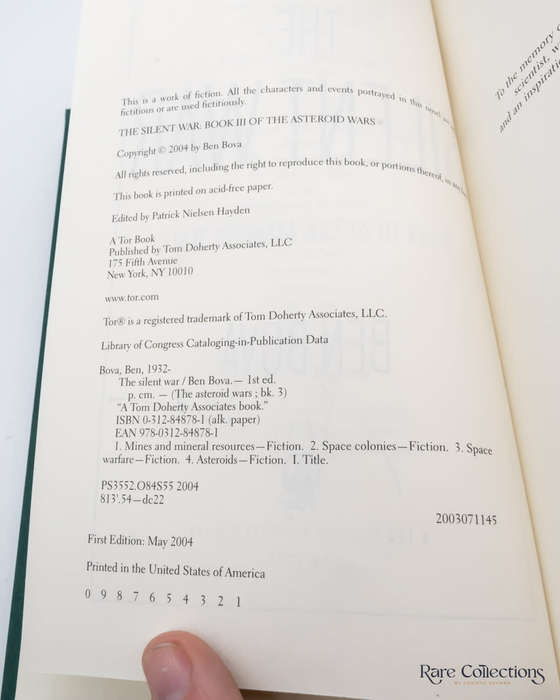 This is a work of fiction. All the characters and events portrayed in this novel
fictitious or are used fictitiously.
THE SILENT WAR: BOOK III OF THE ASTEROID WARS
Copyright © 2004 by Ben Bova
All rights reserved, including the right to reproduce this book, or portions thereof, in
This book is printed on acid-free paper.
Edited by Patrick Nielsen Hayden
A Tor Book
Published by Tom Doherty Associates, LLC
175 Fifth Avenue
New York, NY 10010
www.tor.com
Tor® is a registered trademark of Tom Doherty Associates, LLC.
Library of Congress Cataloging-in-Publication Data
Bova, Ben, 1932-
The silent war / Ben Bova.— 1st ed.
p. cm. — (The asteroid wars ; bk. 3)
"A Tom Doherty Associates book."
ISBN 0-312-84878-1 (alk. paper)
EAN 978-0312-84878-1
1. Mines and mineral resources—Fiction. 2. Space colonies—Fiction. 3. Space
warfare—Fiction. 4. Asteroids—Fiction. I. Title.
PS3552.O84S55 2004
813'.54—dc22
2003071145
First Edition: May 2004
Printed in the United States of America
0 9 8 7 6 5 4 3 2 1
To the memory
scientist,
and an inspiration
Rare Collections